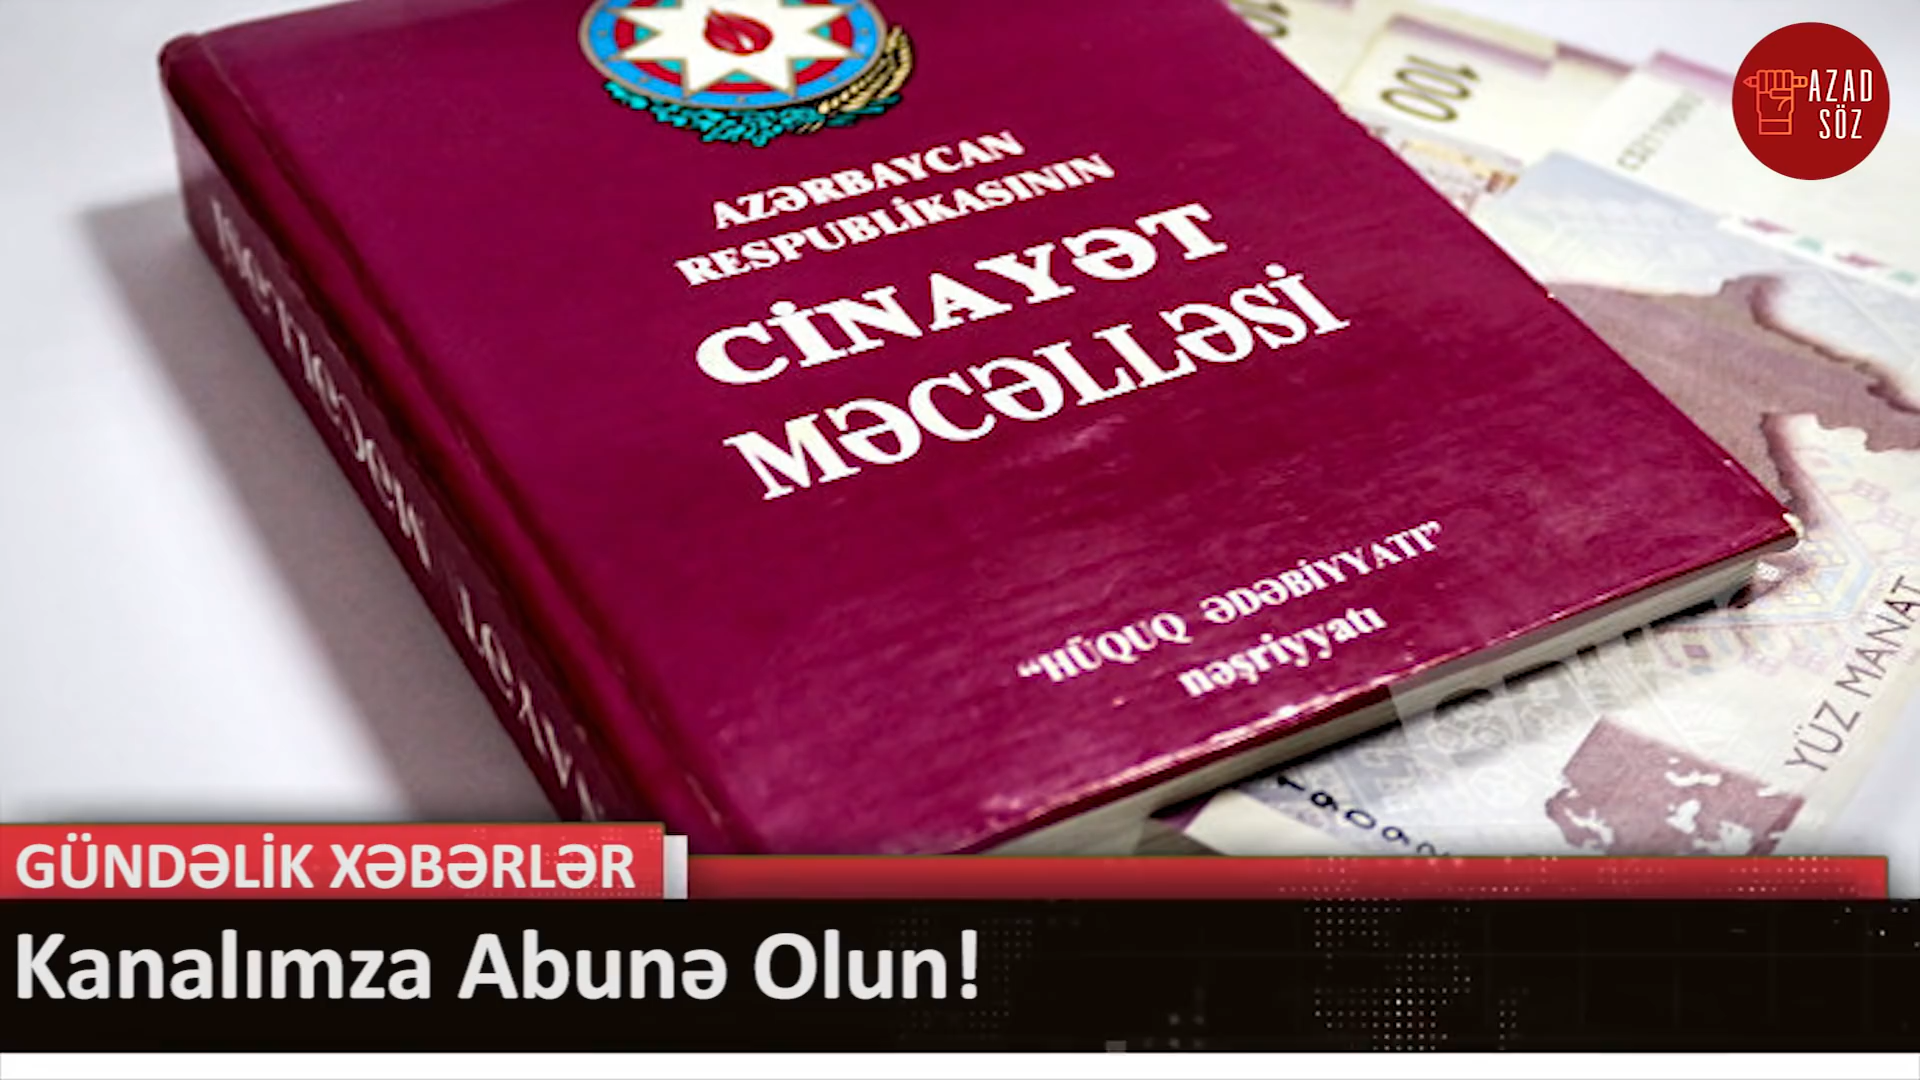 AZAD
SÖZ
100
AZƏRBAYCAN
RESPUBLİKASININ
CİNAYƏT
MƏCƏLLƏSİ
“HÜQUQ ƏDƏBİYYATI”
nəşriyyatı
YÜZ MANAT
GÜNDƏLİK XƏBƏRLƏR
Kanalımza Abunə Olun!